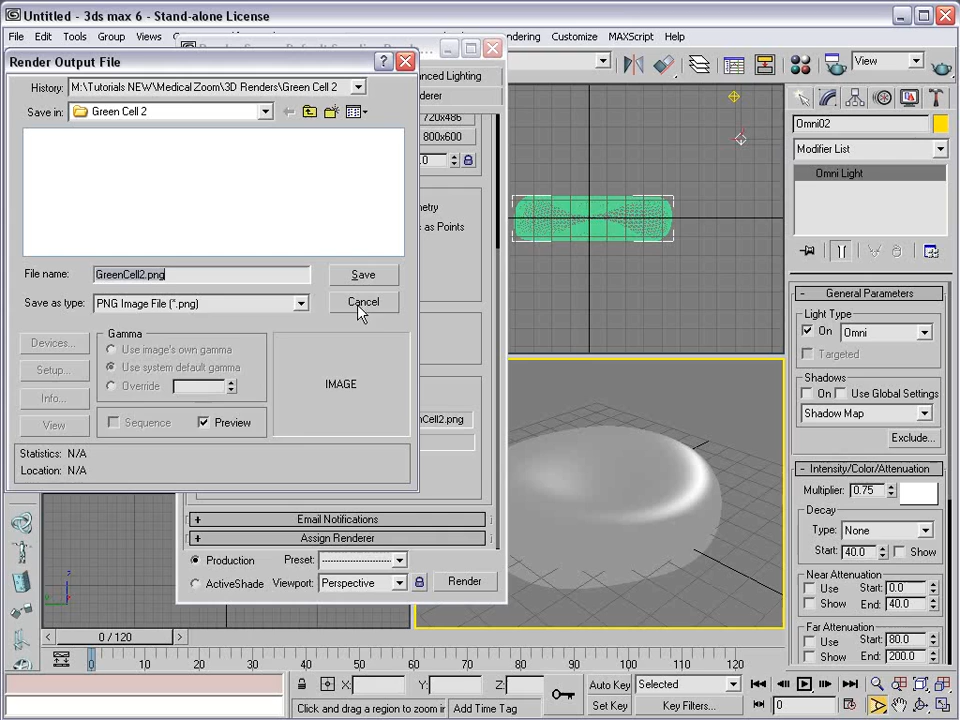 Untitled - 3ds max 6 - Stand-alone License
File Edit Tools Group Views Rendering Customize MAXScript Help
Render Output File
History: M:\Tutorials NEW\Medical Zoom\3D Renders\Green Cell 2
Save in: Green Cell 2
File name: GreenCell2.png Save
Save as type: PNG Image File (*.png) Cancel
Devices...
Setup...
Info...
View
Gamma
Use image's own gamma
Use system default gamma
Override
Sequence Preview
IMAGE
Statistics: N/A
Location: N/A
Advanced Lighting
720x486
800x600
as Points
Cell2.png
Email Notifications
Assign Renderer
Production Preset:
ActiveShade Viewport: Perspective Render
View
Omni02
Modifier List
Omni Light
General Parameters
Light Type
On Omni
Targeted
Shadows
On Use Global Settings
Shadow Map
Exclude...
Intensity/Color/Attenuation
Multiplier: 0.75
Decay
Type: None
Start: 40.0 Show
Near Attenuation
Use Start: 0.0
Show End: 40.0
Far Attenuation
Use Start: 80.0
Show End: 200.0
0 / 120
0 10 20 30 40 50 60 70 80 90 100 110 120
X: Y: Z: Auto Key Selected
Click and drag a region to zoom in Add Time Tag Set Key Key Filters... 0